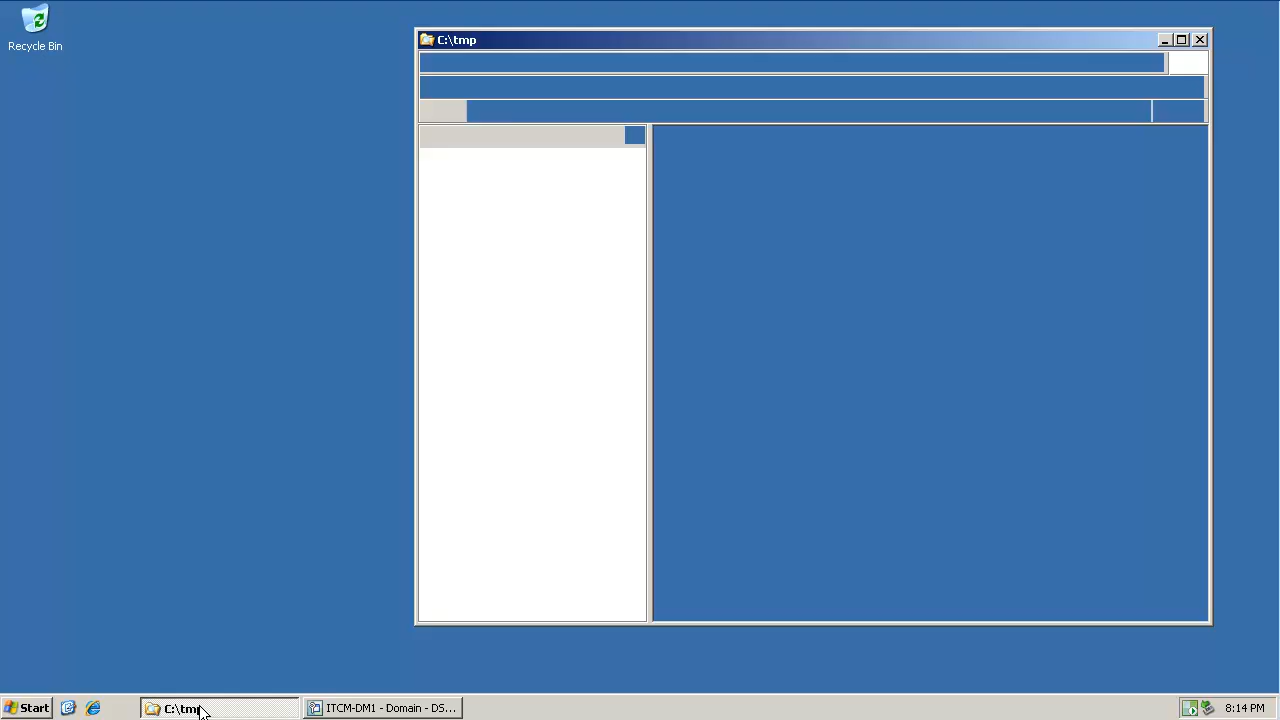 C:\tmp
Recycle Bin
Start
C:\tmp
ITCM-DM1 - Domain - DS...
8:14 PM